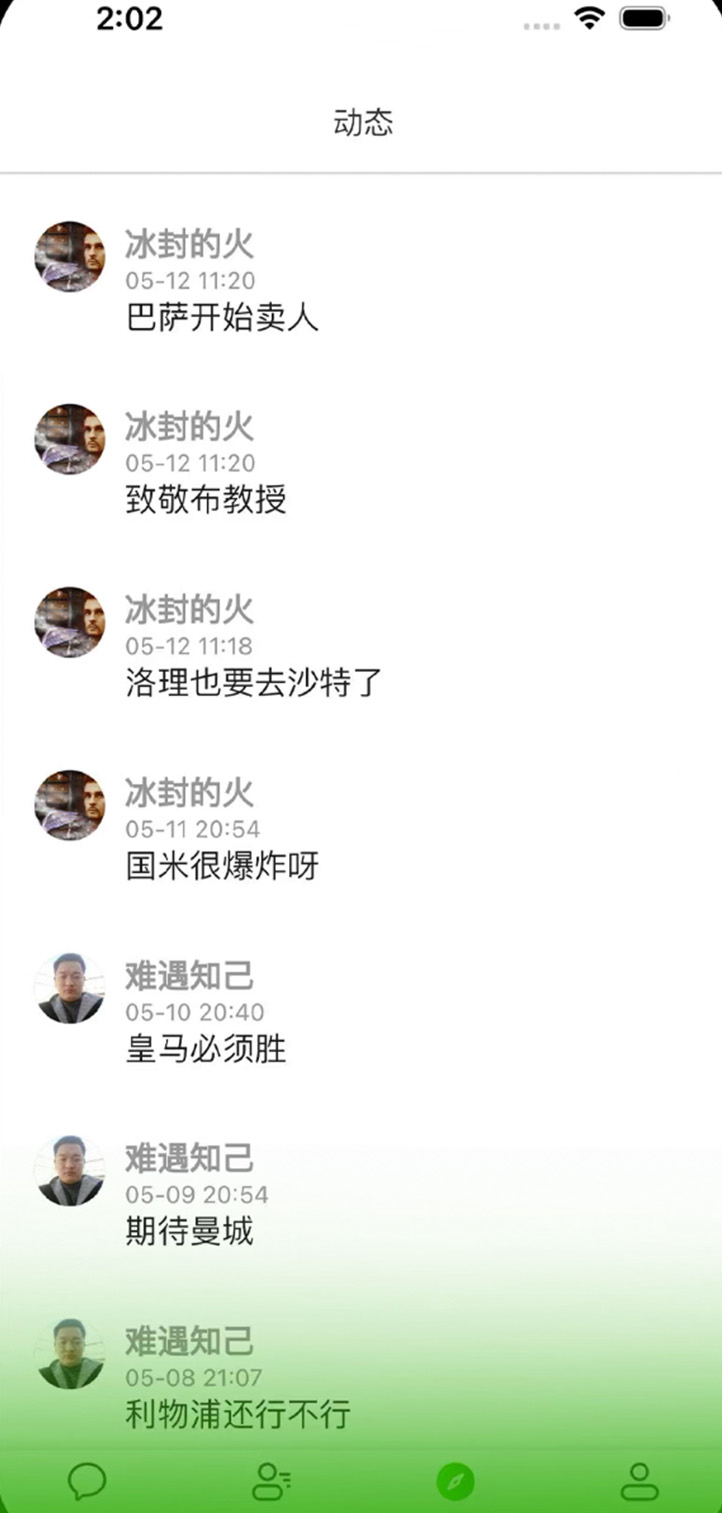 2:02
动态
冰封的火
05-12 11:20
巴萨开始卖人
冰封的火
05-12 11:20
致敬布教授
冰封的火
05-12 11:18
洛理也要去沙特了
冰封的火
05-11 20:54
国米很爆炸呀
难遇知己
05-10 20:40
皇马必须胜
难遇知己
05-09 20:54
期待曼城
难遇知己
05-08 21:07
利物浦还行不行